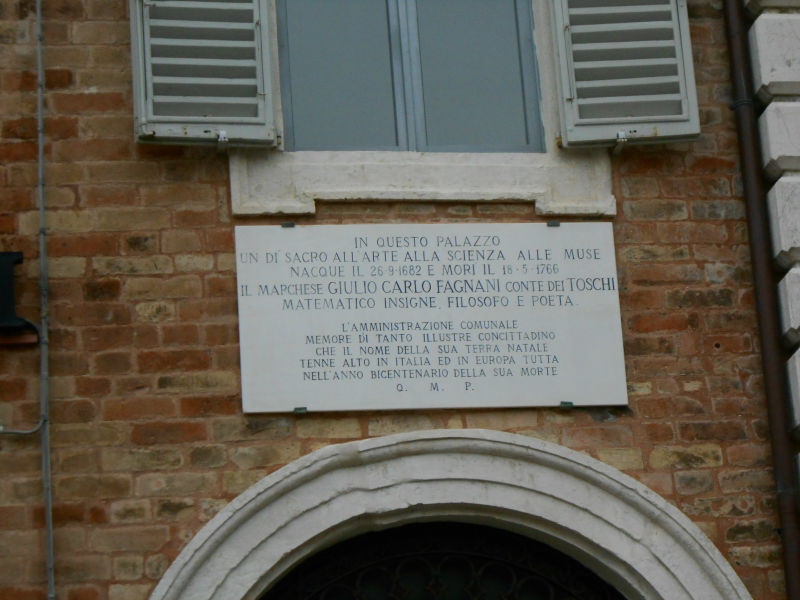 IN QUESTO PALAZZO
UN DI' SACRO ALL'ARTE ALLA SCIENZA ALLE MUSE
NACQUE IL 26-9-1682 E MORI IL 18-5-1766
IL MARCHESE GIULIO CARLO FAGNANI CONTE DEI TOSCHI
MATEMATICO INSIGNE, FILOSOFO E POETA.
L'AMMINISTRAZIONE COMUNALE
MEMORE DI TANTO ILLUSTRE CONCITTADINO
CHE IL NOME DELLA SUA TERRA NATALE
TENNE ALTO IN ITALIA ED IN EUROPA TUTTA
NELL'ANNO BICENTENARIO DELLA SUA MORTE
Q. M. P.